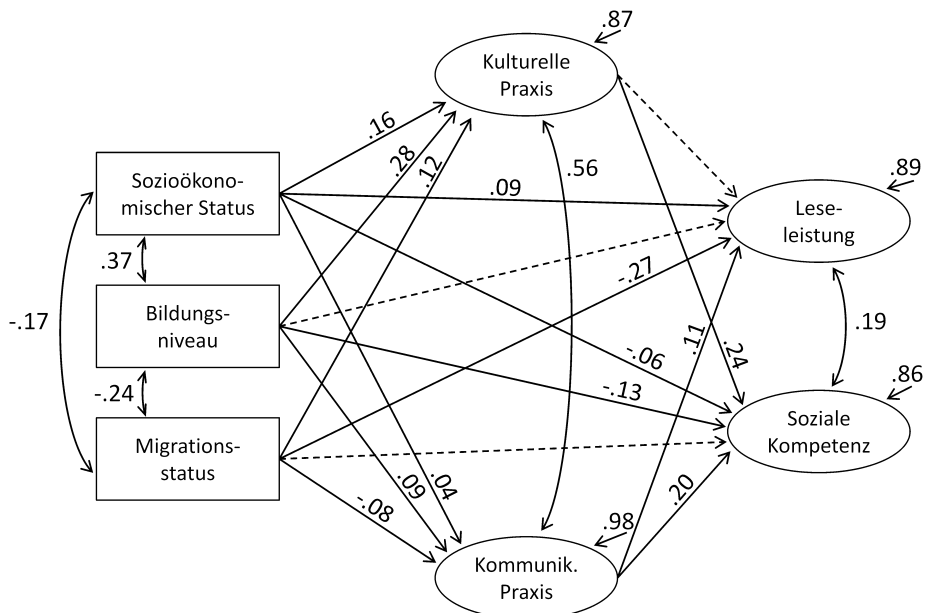 .87
Kulturelle
Praxis
.16
.28
.12
.56
.09
.89
Sozioökono-
mischer Status
Lese-
leistung
.37
-.27
-.17
Bildungs-
niveau
.19
.11
.24
-.06
-.13
.86
-.24
Soziale
Kompetenz
Migrations-
status
.09
.04
-.08
.20
.98
Kommunik.
Praxis